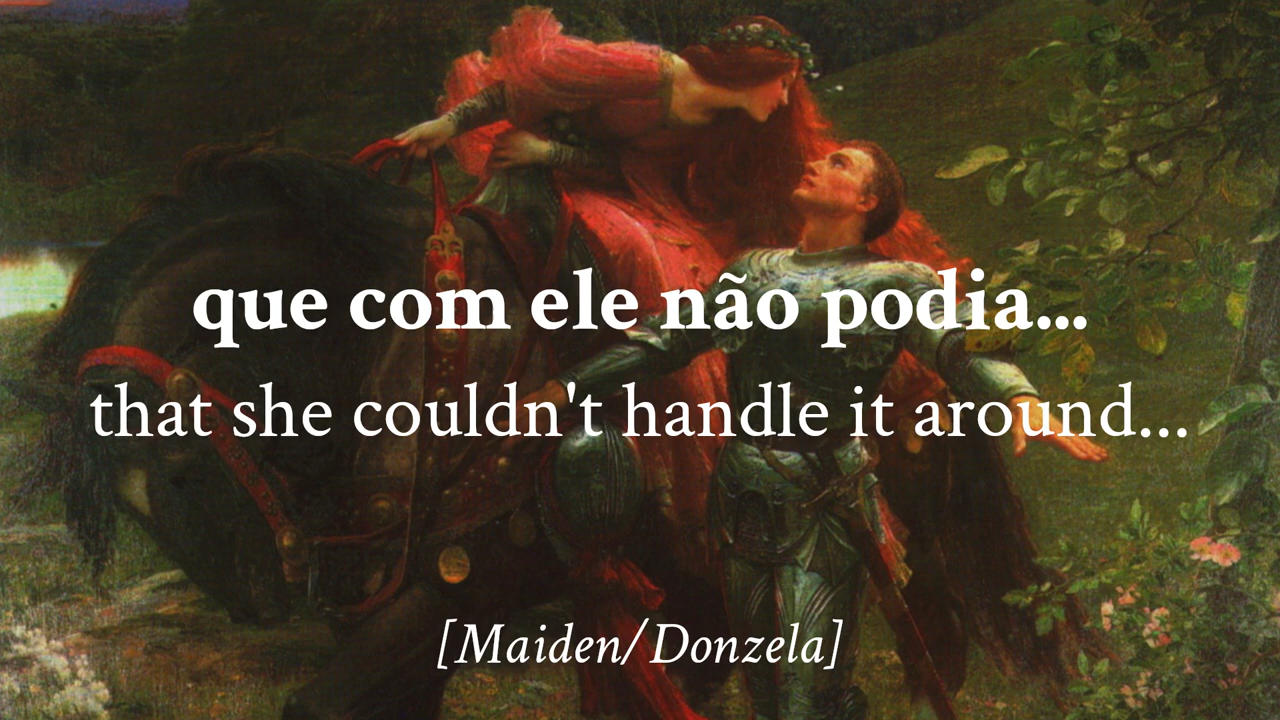 que com ele não podia...
that she couldn't handle it around...
[Maiden/Donzela]